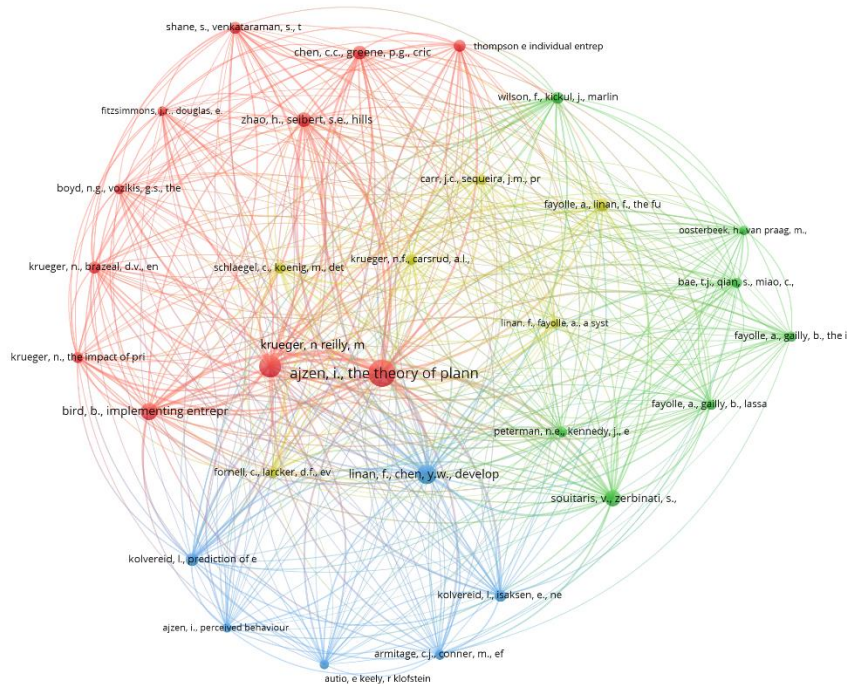 shane, s., venkataraman, s., t
chen, c.c., greene, p.g., cric
thompson e individual entrep
wilson, f., kickul, j., marlin
fitzsimmons, j.r., douglas, e.
zhao, h., seibert, s.e., hills
boyd, n.g., vozikis, g.s., the
carr, j.c., sequeira, j.m., pr
fayolle, a., linan, f., the fu
oosterbeek, h., van praag, m.,
krueger, n., brazeal, d.v., en
schlaegel, c., koenig, m., det
krueger, n.f., carsrud, a.l.,
bae, t.j., qian, s., miao, c.,
linan, f., fayolle, a., a syst
fayolle, a., gailly, b., the i
krueger, n reilly, m
krueger, n., the impact of pri
ajzen, i., the theory of plann
bird, b., implementing entrepr
fayolle, a., gailly, b., lassa
peterman, n.e., kennedy, j., e
fornell, c., larcker, d.f., ev
linan, f., chen, y.w., develop
souitaris, v., zerbinati, s.,
kolvereid, l., prediction of e
kolvereid, l., isaksen, e., ne
ajzen, i., perceived behaviour
armitage, c.j., conner, m., ef
autio, e keely, r klofstein